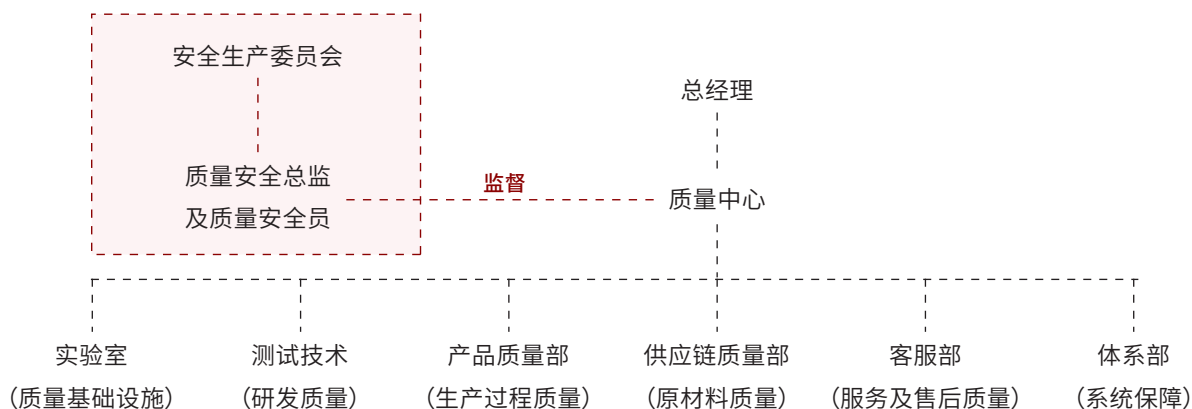 安全生产委员会
总经理
质量安全总监
及质量安全员
监督
质量中心
实验室
(质量基础设施)
测试技术
(研发质量)
产品质量部
(生产过程质量)
供应链质量部
(原材料质量)
客服部
(服务及售后质量)
体系部
(系统保障)